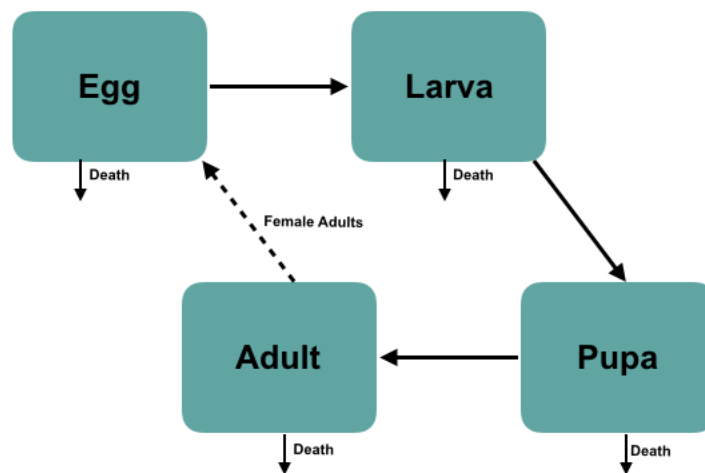 Egg
Larva
Death
Death
Female Adults
Adult
Pupa
Death
Death